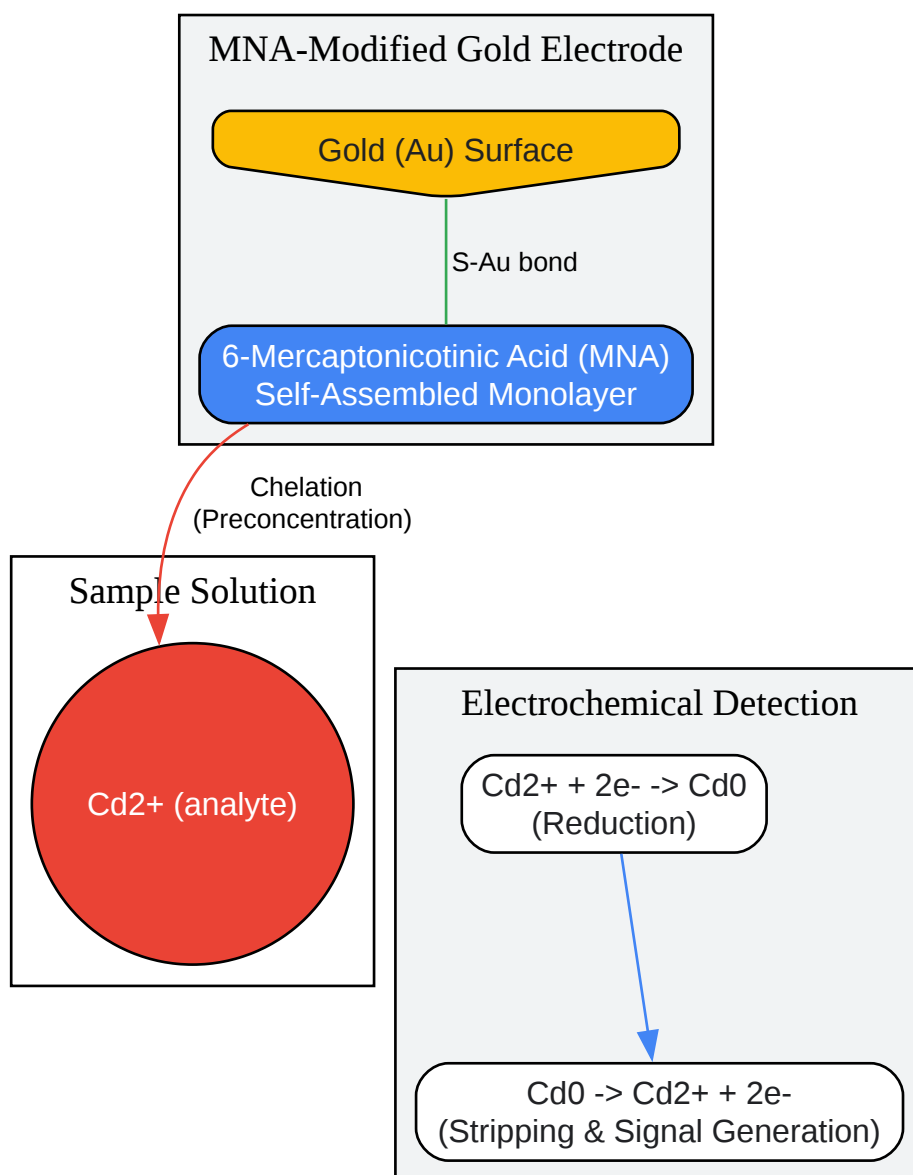 MNA-Modified Gold Electrode
Gold (Au) Surface
S-Au bond
6-Mercaptonicotinic Acid (MNA)
Self-Assembled Monolayer
Chelation
(Preconcentration)
Sample Solution
Cd2+ (analyte)
Electrochemical Detection
Cd2+ + 2e- -> Cd0
(Reduction)
Cd0 -> Cd2+ + 2e-
(Stripping & Signal Generation)